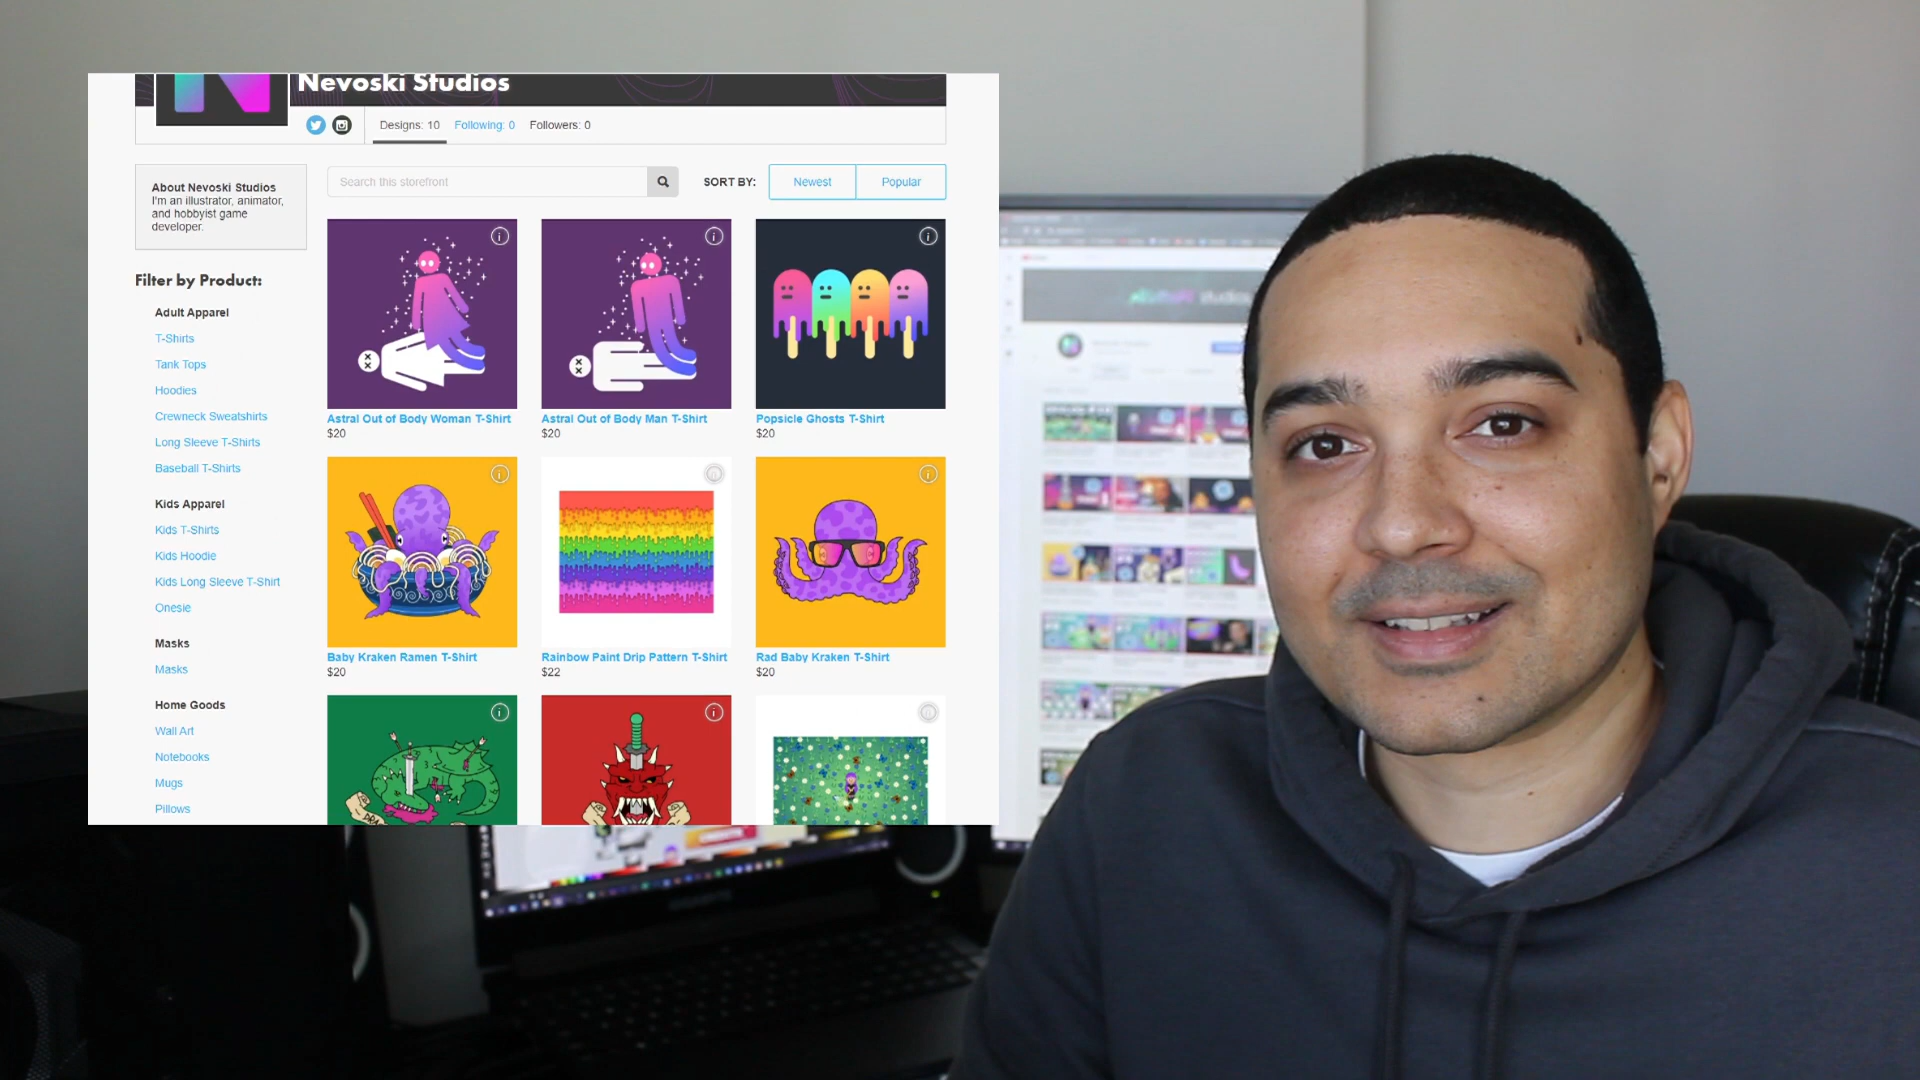 Nevoski Studios
Designs: 10 Following: 0 Followers: 0
About Nevoski Studios
I'm an illustrator, animator,
and hobbyist game
developer.
Search this storefront
SORT BY: Newest Popular
Filter by Product:
Adult Apparel
T-Shirts
Tank Tops
Hoodies
Crewneck Sweatshirts
Long Sleeve T-Shirts
Baseball T-Shirts
Kids Apparel
Kids T-Shirts
Kids Hoodie
Kids Long Sleeve T-Shirt
Onesie
Masks
Masks
Home Goods
Wall Art
Notebooks
Mugs
Pillows
Astral Out of Body Woman T-Shirt
$20
Astral Out of Body Man T-Shirt
$20
Popsicle Ghosts T-Shirt
$20
Baby Kraken Ramen T-Shirt
$20
Rainbow Paint Drip Pattern T-Shirt
$22
Rad Baby Kraken T-Shirt
$20